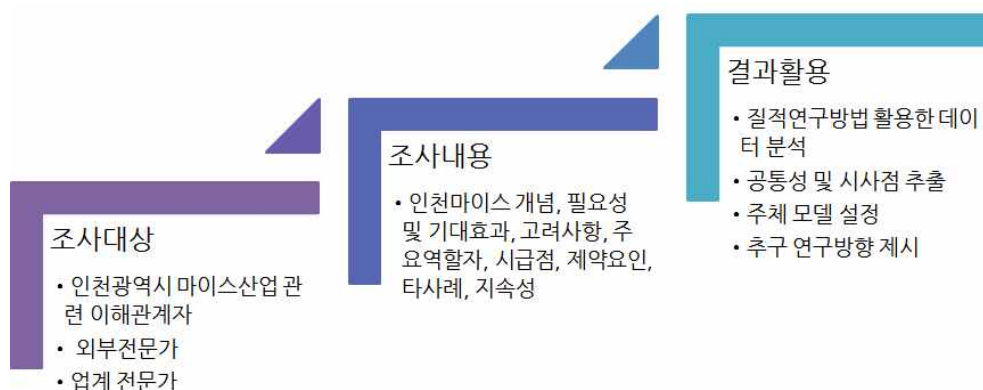 조사대상
• 인천광역시 마이스산업 관
련 이해관계자
• 외부전문가
• 업계 전문가
조사내용
• 인천마이스 개념, 필요성
및 기대효과, 고려사항, 주
요역할자, 시급점, 제약요인,
타사례, 지속성
결과활용
• 질적연구방법 활용한 데이
터 분석
• 공통성 및 시사점 추출
• 주체 모델 설정
• 추구 연구방향 제시